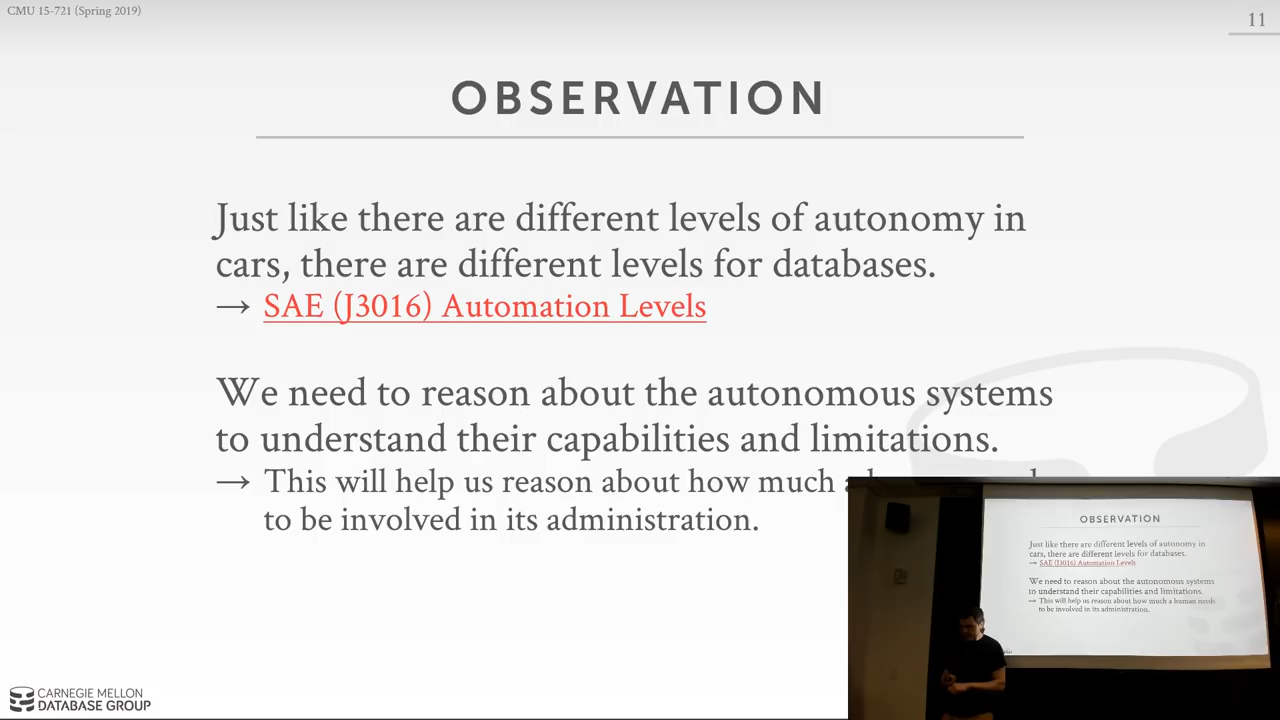 CMU 15-721 (Spring 2019)
11
OBSERVATION
Just like there are different levels of autonomy in
cars, there are different levels for databases.
→ SAE (J3016) Automation Levels
We need to reason about the autonomous systems
to understand their capabilities and limitations.
→ This will help us reason about how much a
to be involved in its administration.
CARNEGIE MELLON
DATABASE GROUP
OBSERVATION
Just like there are different levels of autonomy in
cars, there are different levels for databases.
→ SAE (J3016) Automation Levels
We need to reason about the autonomous systems
to understand their capabilities and limitations.
→ This will help us reason about how much a human needs
to be involved in its administration.